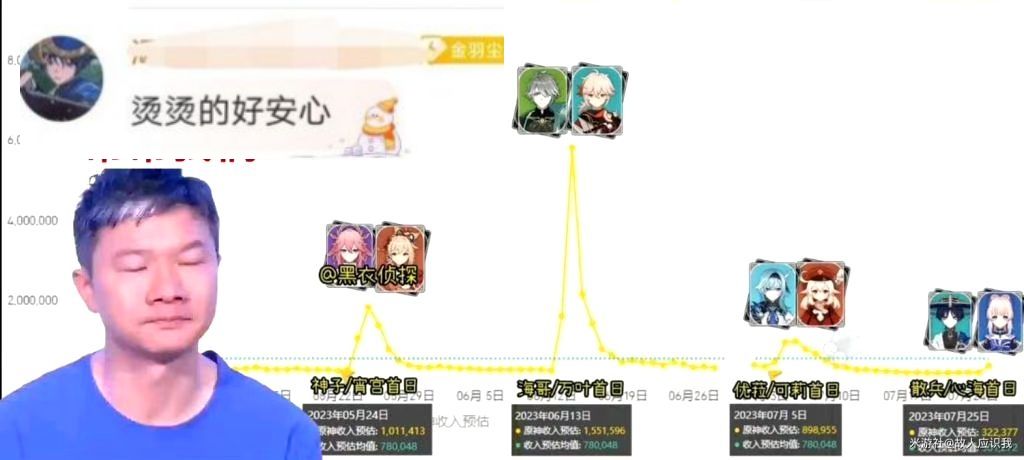 金羽尘
烫烫的好安心
8,0
6,0
4,000,000
2,000,000
@黑衣侦探
神子/宵宫首日
海哥/万叶首日
优菈/可莉首日
散兵/心海首日
06月 5日
06月26日
2023年05月24日
原神收入预估: 1,011,413
收入预估均值: 780,048
收入预估
2023年06月13日
原神收入预估: 1,551,596
收入预估均值: 780,048
2023年07月 5日
原神收入预估: 898,955
收入预估均值: 780,048
2023年07月25日
原神收入预估: 322,377
米游社@故人应识我